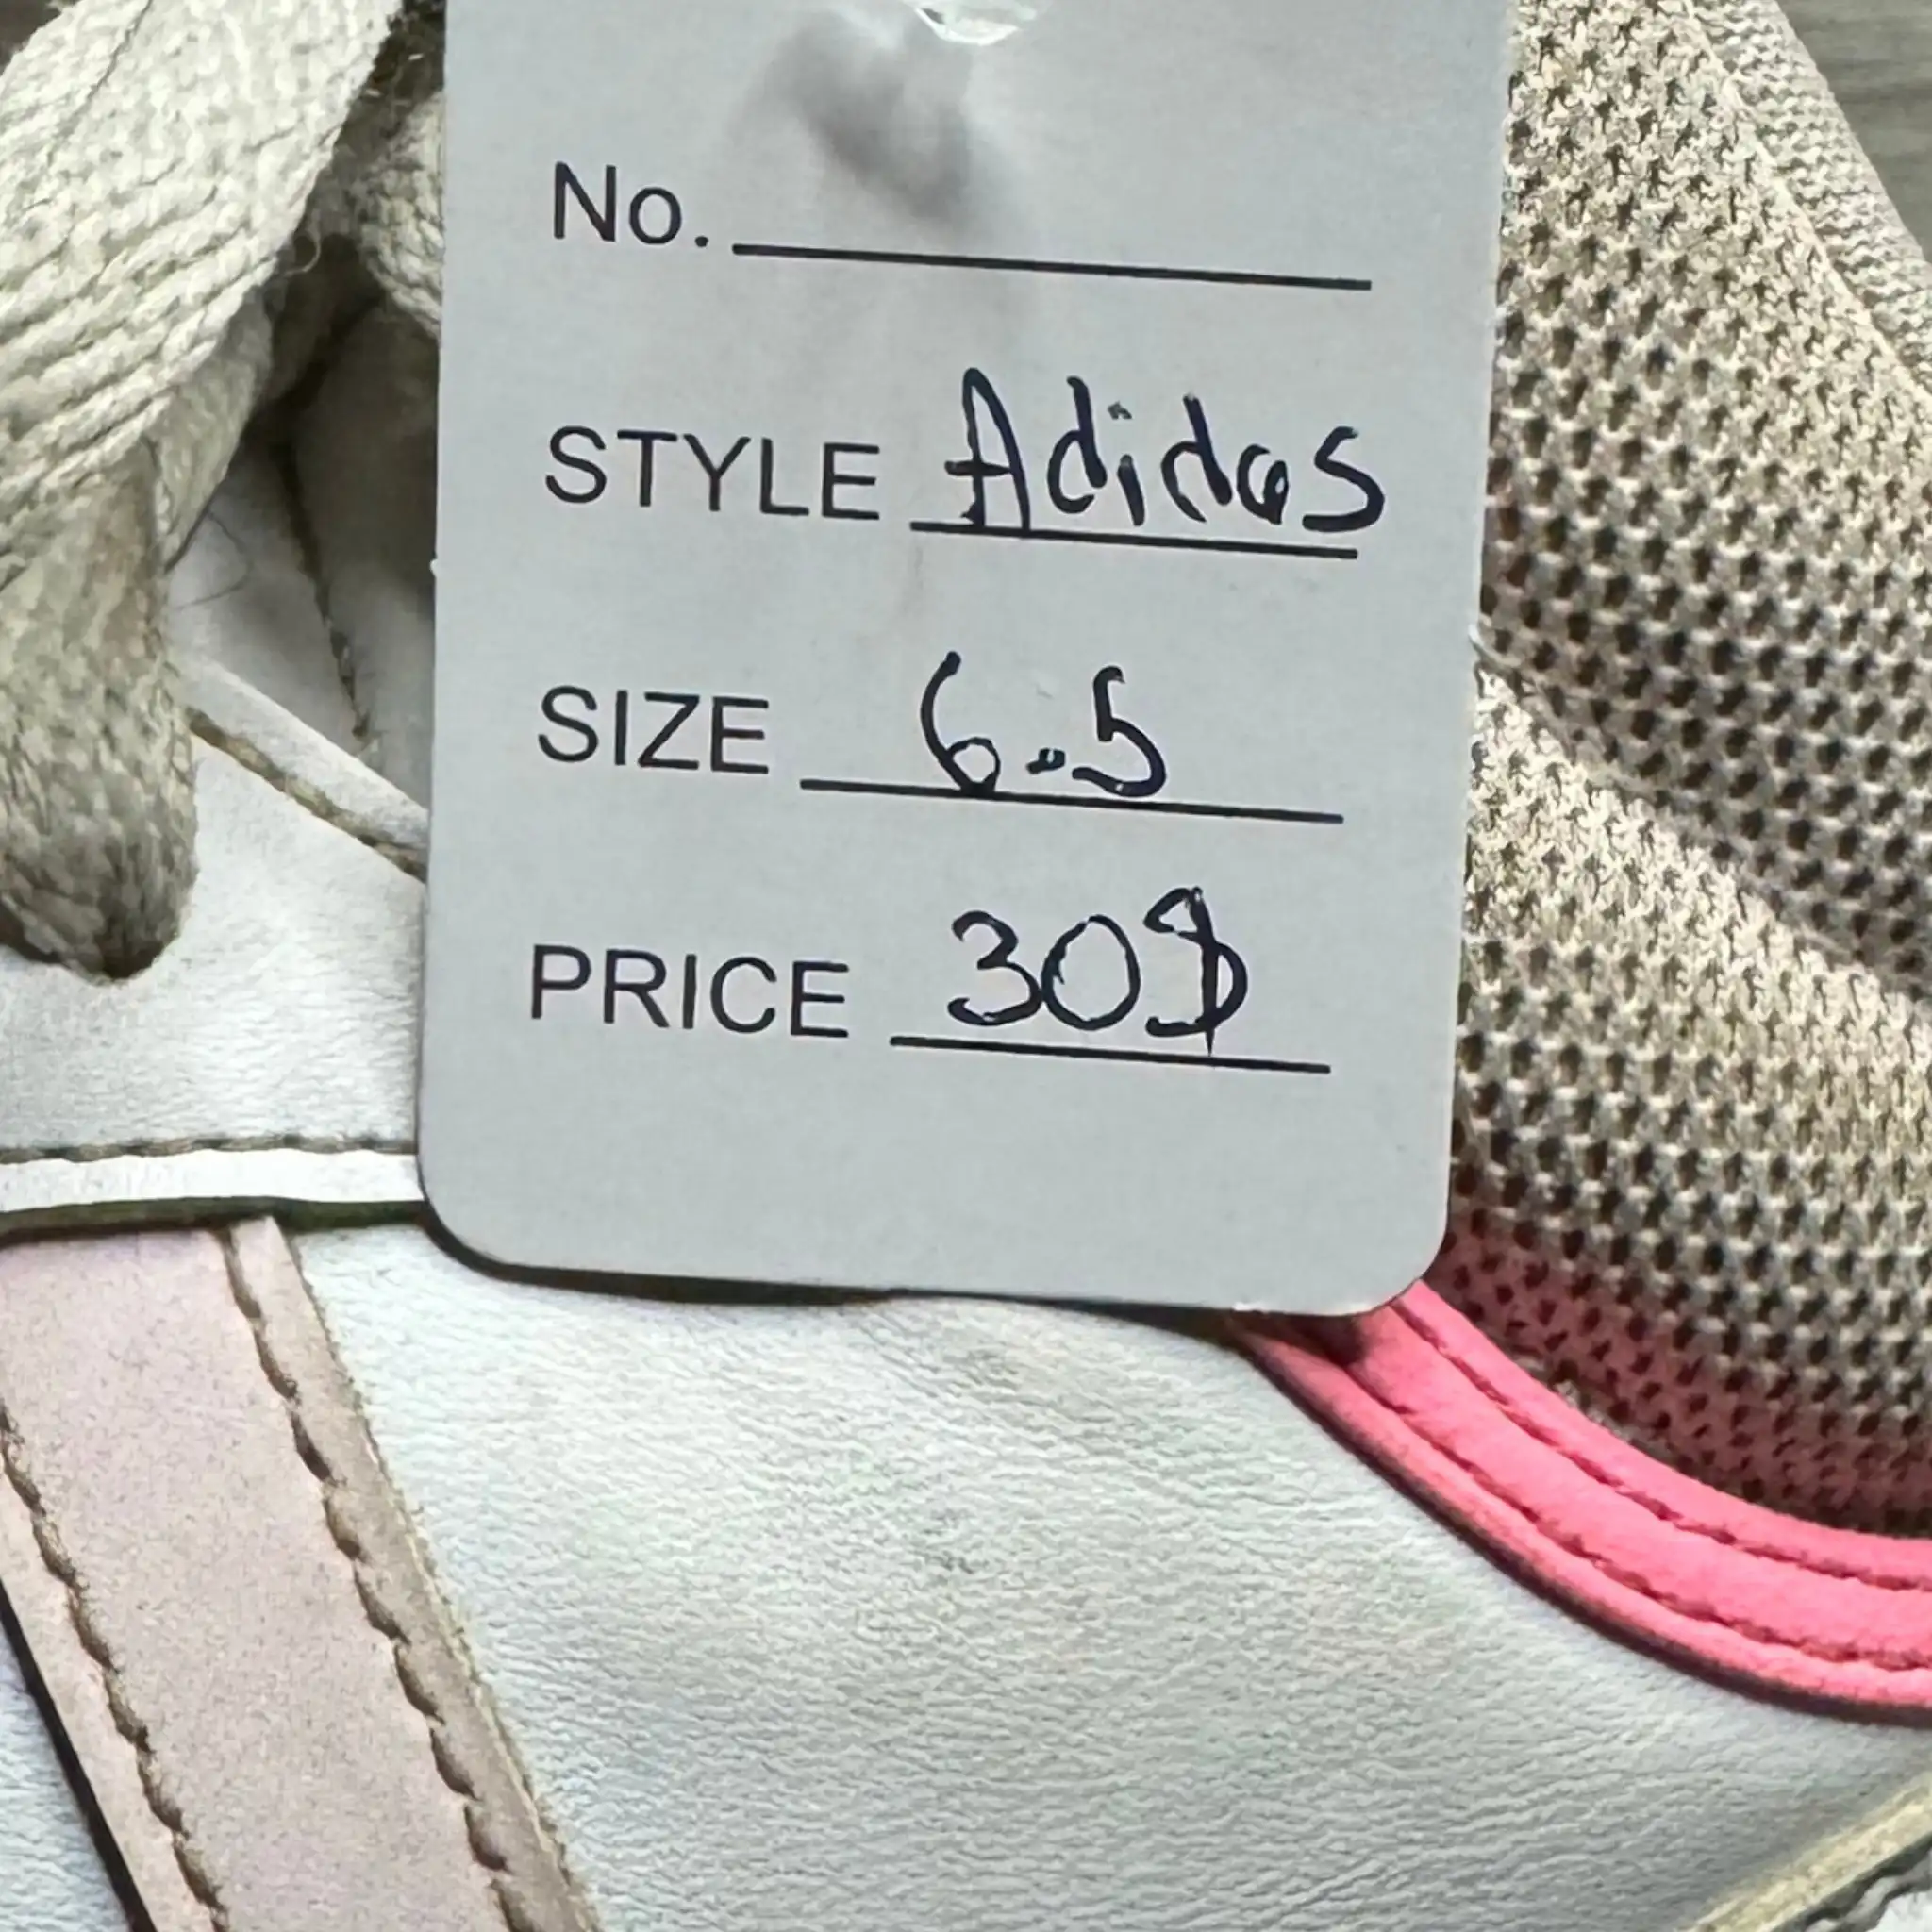 No.
STYLE Adidas
SIZE 6.5
PRICE 30$